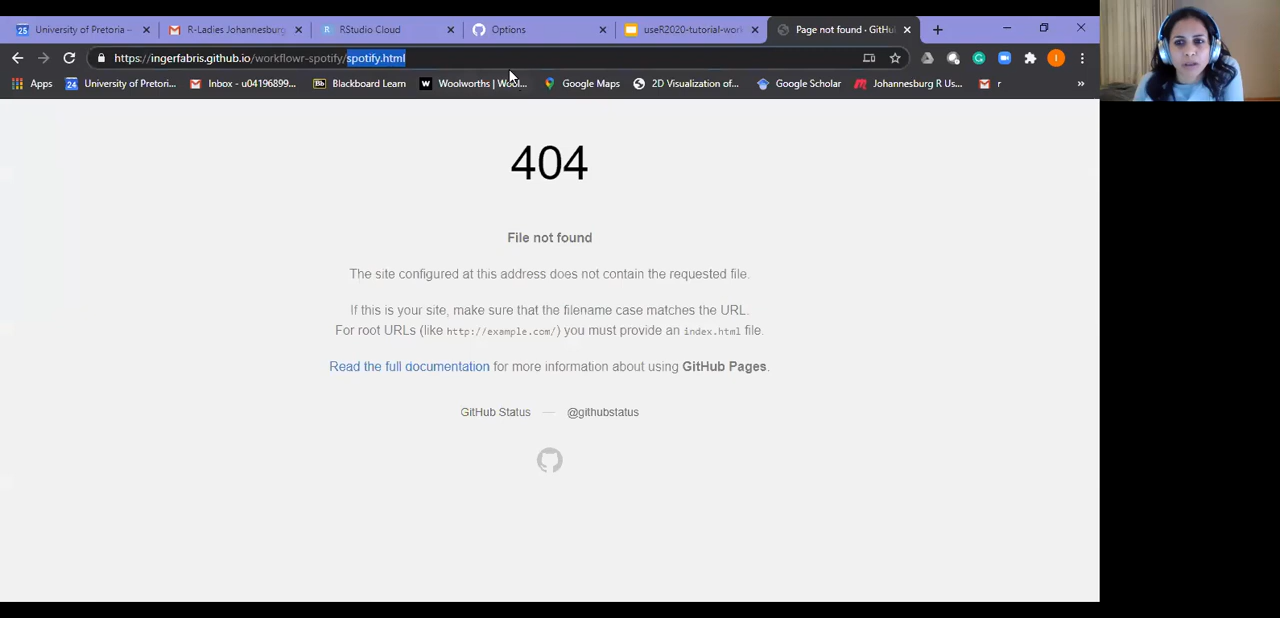 University of Pretoria –
R-Ladies Johannesburg
RStudio Cloud
Options
useR2020-tutorial-work
Page not found · GitHu
https://ingerfabris.github.io/workflowr-spotify/spotify.html
Apps
University of Pretori...
Inbox - u04196899...
Blackboard Learn
Woolworths | Wool...
Google Maps
2D Visualization of...
Google Scholar
Johannesburg R Us...
r
»
404
File not found
The site configured at this address does not contain the requested file.
If this is your site, make sure that the filename case matches the URL.
For root URLs (like http://example.com/) you must provide an index.html file.
Read the full documentation for more information about using GitHub Pages.
GitHub Status — @githubstatus